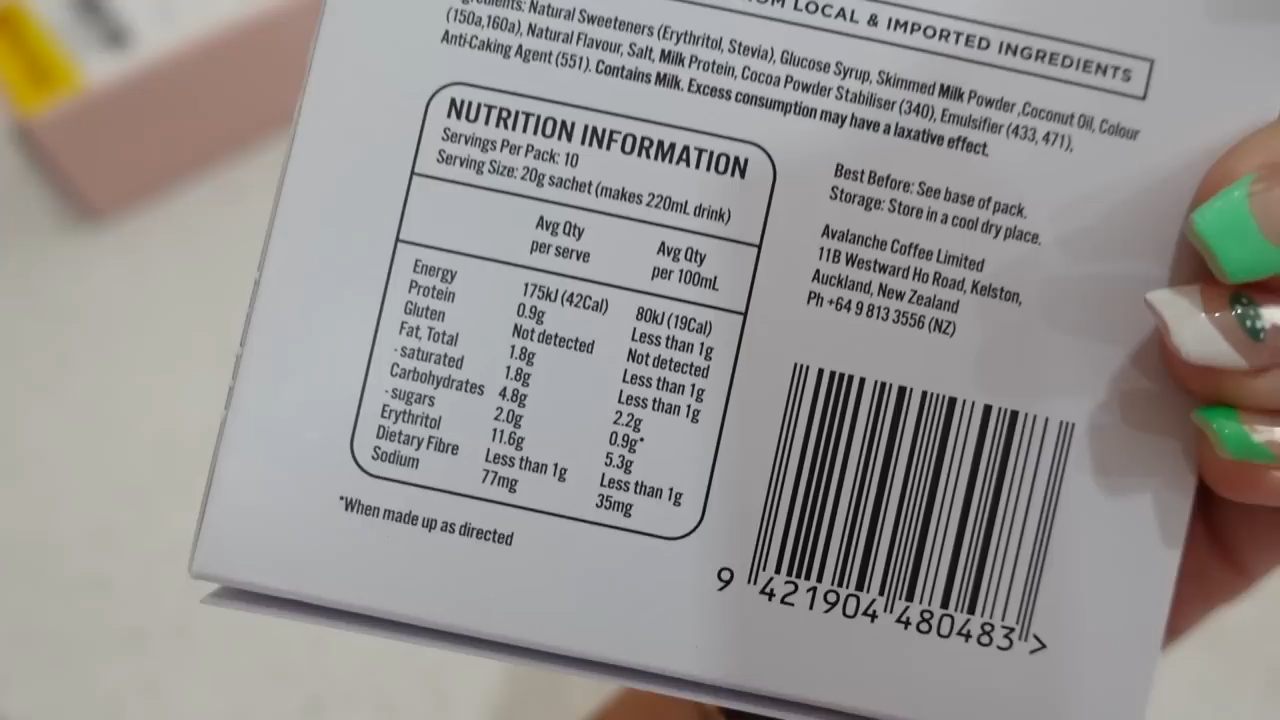 LOCAL & IMPORTED INGREDIENTS
Natural Sweeteners (Erythritol, Stevia), Glucose Syrup, Skimmed Milk Powder ,Coconut Oil, Colour
(150a,160a), Natural Flavour, Salt, Milk Protein, Cocoa Powder Stabiliser (340), Emulsifier (433, 471),
Anti-Caking Agent (551). Contains Milk. Excess consumption may have a laxative effect.
NUTRITION INFORMATION
Servings Per Pack: 10
Serving Size: 20g sachet (makes 220mL drink)
Avg Qty per serve Avg Qty per 100mL
Energy 175kJ (42Cal) 80kJ (19Cal)
Protein 0.9g Less than 1g
Gluten Not detected Not detected
Fat, Total 1.8g Less than 1g
- saturated 1.8g Less than 1g
Carbohydrates 4.8g 2.2g
- sugars 2.0g 0.9g*
Erythritol 11.6g 5.3g
Dietary Fibre Less than 1g Less than 1g
Sodium 77mg 35mg
*When made up as directed
Best Before: See base of pack.
Storage: Store in a cool dry place.
Avalanche Coffee Limited
11B Westward Ho Road, Kelston,
Auckland, New Zealand
Ph +64 9 813 3556 (NZ)
9 421904 480483 >